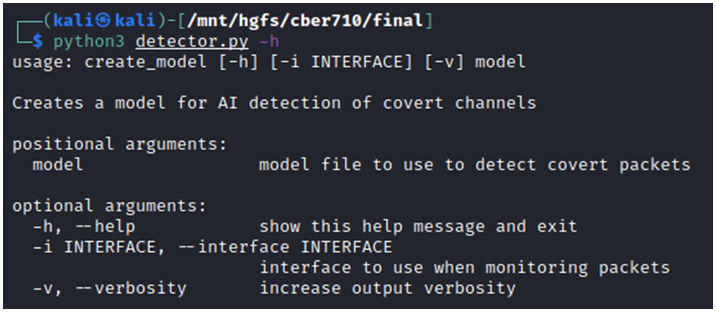 ┌──(kali㉿kali)-[/mnt/hgfs/cber710/final]
└─$ python3 detector.py -h
usage: create_model [-h] [-i INTERFACE] [-v] model
Creates a model for AI detection of covert channels
positional arguments:
model model file to use to detect covert packets
optional arguments:
-h, --help show this help message and exit
-i INTERFACE, --interface INTERFACE
interface to use when monitoring packets
-v, --verbosity increase output verbosity